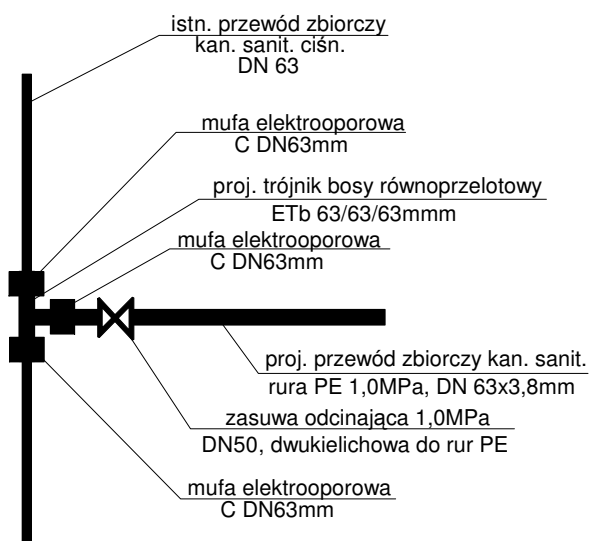 istn. przewód zbiorczy
kan. sanit. ciśn.
DN 63
mufa elektrooporowa
C DN63mm
proj. trójnik bosy równoprzelotowy
ETb 63/63/63mmm
mufa elektrooporowa
C DN63mm
proj. przewód zbiorczy kan. sanit.
rura PE 1,0MPa, DN 63x3,8mm
zasuwa odcinająca 1,0MPa
DN50, dwukielichowa do rur PE
mufa elektrooporowa
C DN63mm